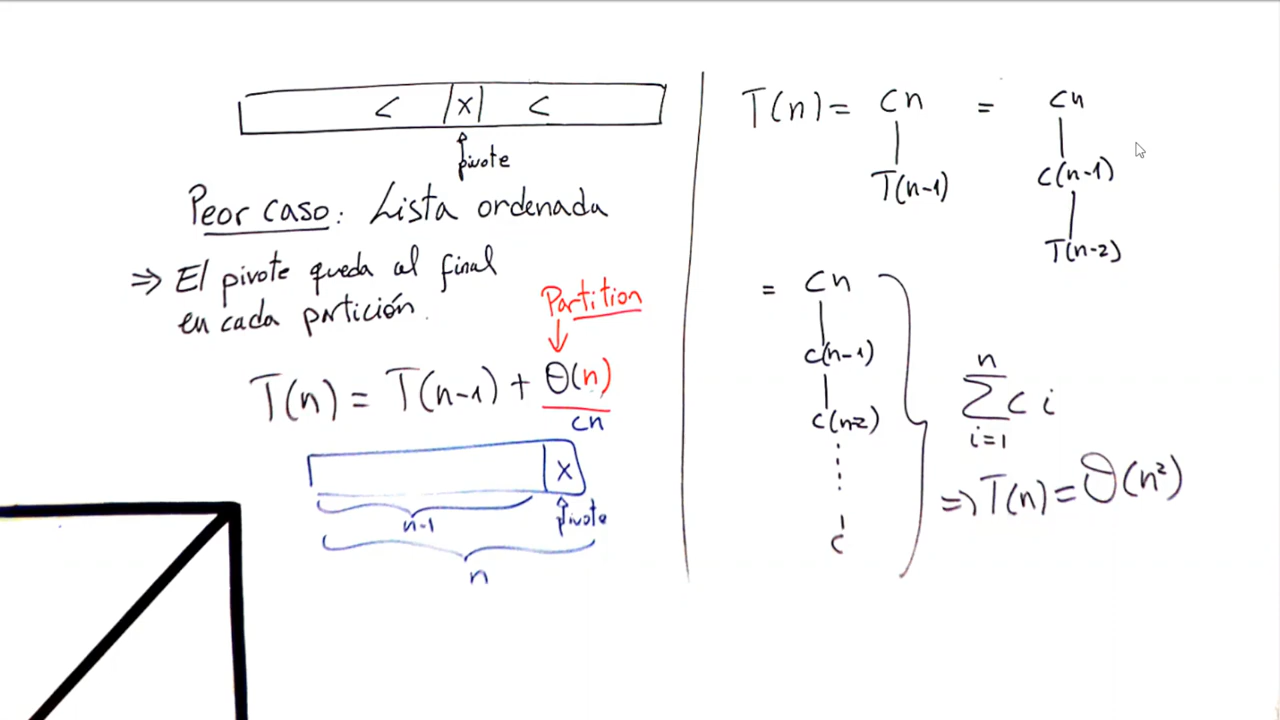 < |x| <
pivote
Peor caso: Lista ordenada
⇒ El pivote queda al final
en cada partición.
Partition
T(n) = T(n-1) + Θ(n)
cn
x
n-1
pivote
n
T(n) = cn = cn
T(n-1) c(n-1)
T(n-2)
= cn
c(n-1)
c(n-2)
⋮
c
n
∑ c i
i=1
⇒ T(n) = Θ(n²)